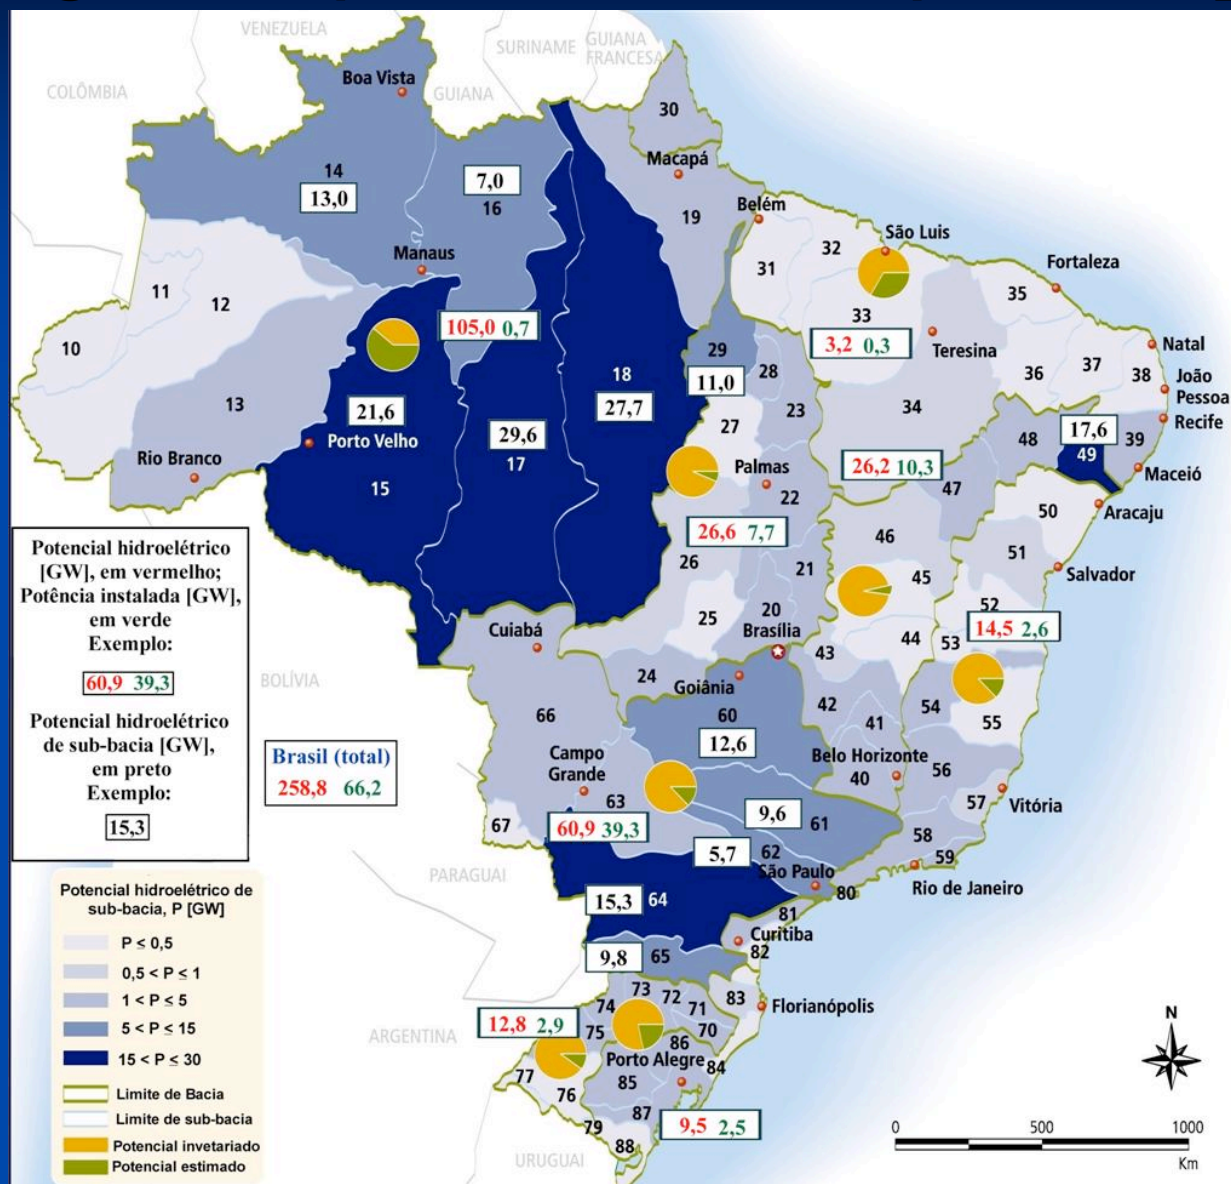 VENEZUELA
SURINAME
GUIANA
FRANCESA
COLÔMBIA
Boa Vista
GUIANA
30
14
13,0
7,0
16
Macapá
19
Belém
São Luis
32
31
Fortaleza
Manaus
11
12
10
105,0 0,7
33
35
3,2 0,3
Teresina
Natal
36
37
38
João
Pessoa
Recife
29
28
11,0
18
27,7
23
27
34
13
21,6
Porto Velho
29,6
17
48
17,6
49
39
Maceió
Rio Branco
15
Palmas
22
26,2 10,3
47
50
Aracaju
26,6 7,7
26
21
46
51
Salvador
45
52
25
20
Brasília
44
53
14,5 2,6
Cuiabá
43
24
Goiânia
42
54
55
BOLÍVIA
66
60
12,6
41
Belo Horizonte
40
56
Campo
Grande
63
57
Vitória
67
60,9 39,3
9,6
61
58
59
5,7
62
São Paulo
80
Rio de Janeiro
PARAGUAI
15,3
64
81
Curitiba
82
9,8
65
73
74
72
71
83
Florianópolis
ARGENTINA
12,8 2,9
75
70
86
Porto Alegre
84
77
76
85
87
79
88
9,5 2,5
URUGUAI
Potencial hidroelétrico
[GW], em vermelho;
Potência instalada [GW],
em verde
Exemplo:
60,9 39,3
Potencial hidroelétrico
de sub-bacia [GW],
em preto
Exemplo:
15,3
Brasil (total)
258,8 66,2
Potencial hidroelétrico de
sub-bacia, P [GW]
P ≤ 0,5
0,5 < P ≤ 1
1 < P ≤ 5
5 < P ≤ 15
15 < P ≤ 30
Limite de Bacia
Limite de sub-bacia
Potencial invetariado
Potencial estimado
N
0 500 1000
Km